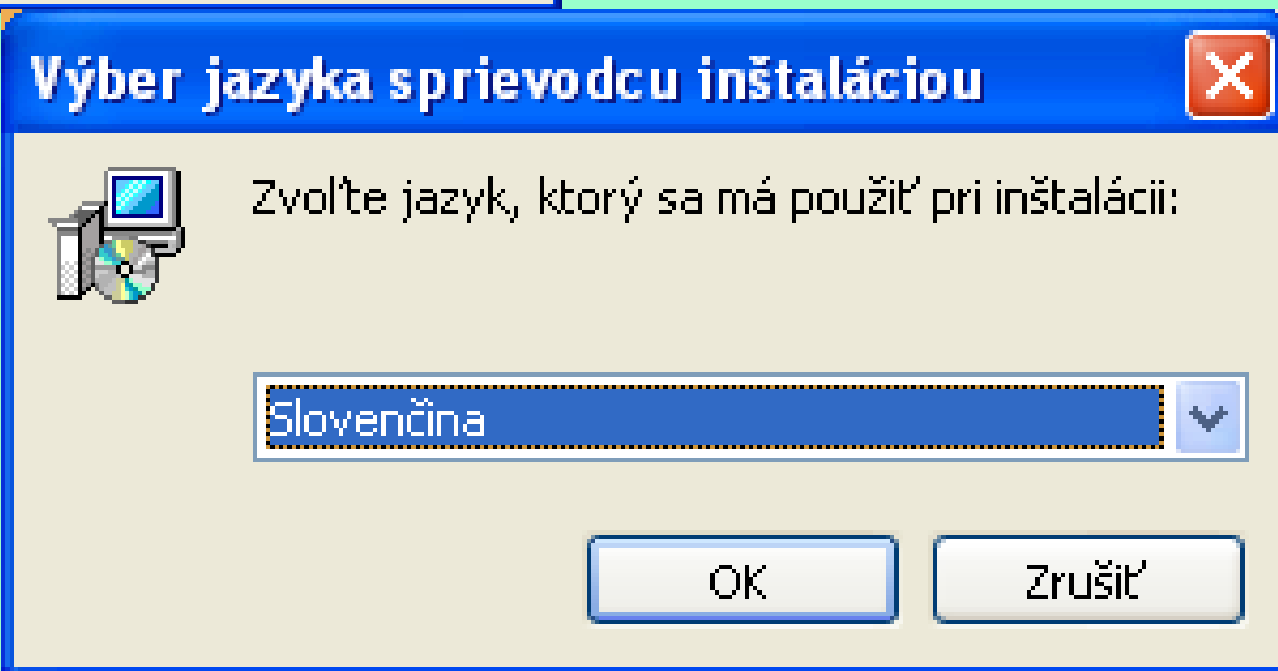 Výber jazyka sprievodcu inštaláciou
Zvoľte jazyk, ktorý sa má použiť pri inštalácii:
Slovenčina
OK
Zrušiť